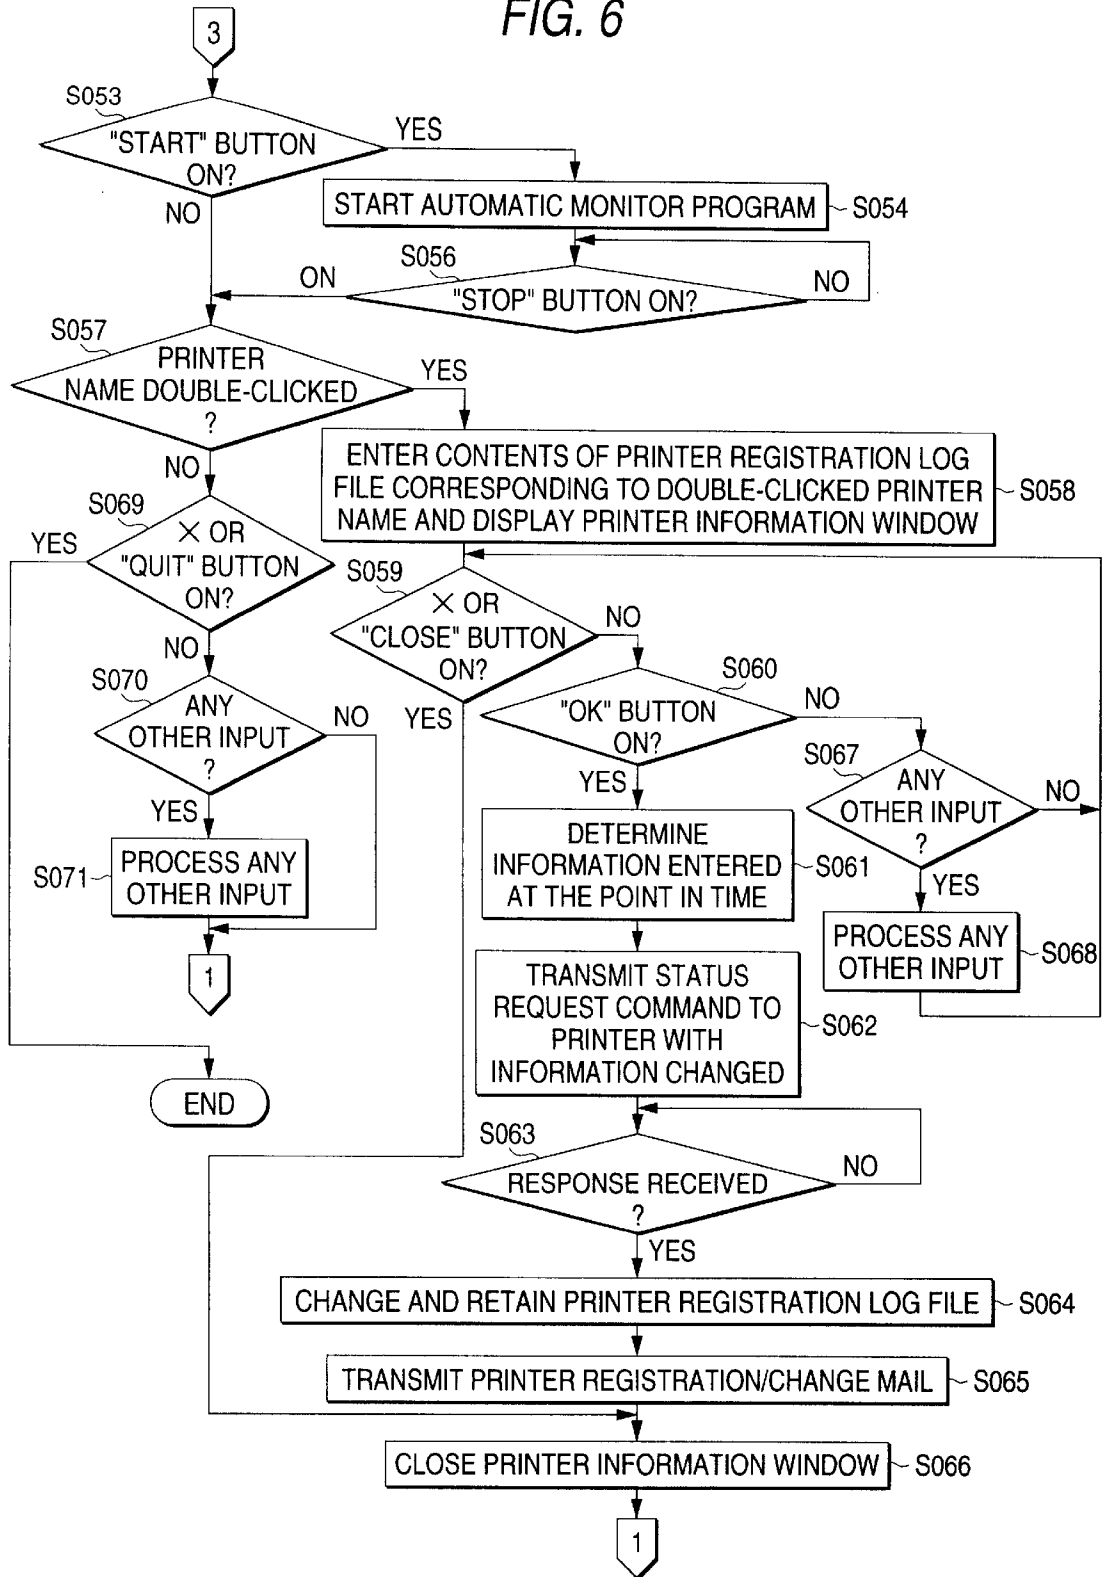 FIG. 6
3
S053
"START" BUTTON
ON?
YES
NO
START AUTOMATIC MONITOR PROGRAM
S054
S056
ON
"STOP" BUTTON ON?
NO
S057
PRINTER
NAME DOUBLE-CLICKED
?
YES
NO
ENTER CONTENTS OF PRINTER REGISTRATION LOG
FILE CORRESPONDING TO DOUBLE-CLICKED PRINTER
NAME AND DISPLAY PRINTER INFORMATION WINDOW
S058
S069
YES
× OR
"QUIT" BUTTON
ON?
NO
S059
× OR
"CLOSE" BUTTON
ON?
NO
YES
S070
ANY
OTHER INPUT
?
NO
YES
S060
"OK" BUTTON
ON?
NO
YES
S067
ANY
OTHER INPUT
?
NO
YES
S071
PROCESS ANY
OTHER INPUT
1
END
DETERMINE
INFORMATION ENTERED
AT THE POINT IN TIME
S061
PROCESS ANY
OTHER INPUT
S068
TRANSMIT STATUS
REQUEST COMMAND TO
PRINTER WITH
INFORMATION CHANGED
S062
S063
RESPONSE RECEIVED
?
NO
YES
CHANGE AND RETAIN PRINTER REGISTRATION LOG FILE
S064
TRANSMIT PRINTER REGISTRATION/CHANGE MAIL
S065
CLOSE PRINTER INFORMATION WINDOW
S066
1